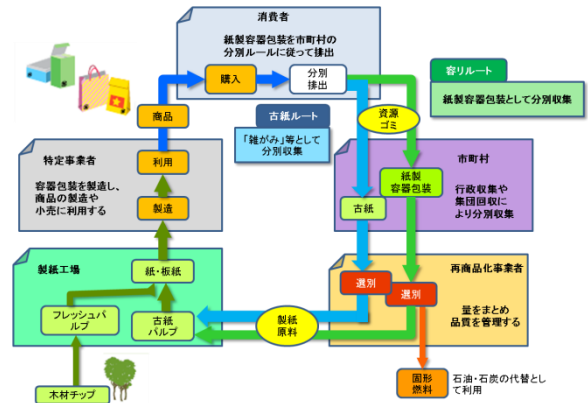 消費者
紙製容器包装を市町村の
分別ルールに従って排出
購入
分別
排出
容リルート
紙製容器包装として分別収集
古紙ルート
「雑がみ」等として
分別収集
資源
ゴミ
商品
特定事業者
容器包装を製造し、
商品の製造や
小売に利用する
利用
製造
市町村
紙製
容器包装
古紙
行政収集や
集団回収に
より分別収集
製紙工場
紙・板紙
フレッシュパ
ルプ
古紙
パルプ
木材チップ
製紙
原料
再商品化事業者
選別
選別
量をまとめ
品質を管理する
固形
燃料
石油・石炭の代替とし
て利用